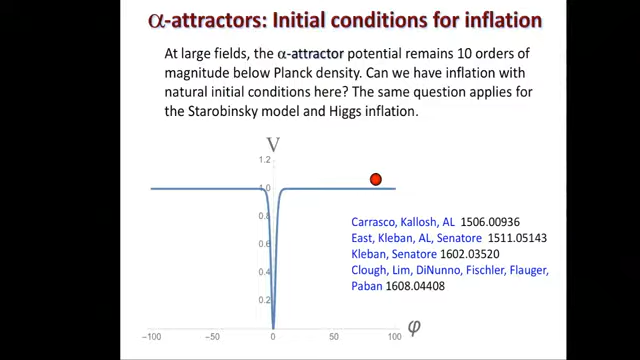 α-attractors: Initial conditions for inflation
At large fields, the α-attractor potential remains 10 orders of
magnitude below Planck density. Can we have inflation with
natural initial conditions here? The same question applies for
the Starobinsky model and Higgs inflation.
V
1.2
1.0
0.8
0.6
0.4
0.2
Carrasco, Kallosh, AL 1506.00936
East, Kleban, AL, Senatore 1511.05143
Kleban, Senatore 1602.03520
Clough, Lim, DiNunno, Fischler, Flauger,
Paban 1608.04408
φ
−100 −50 0 50 100